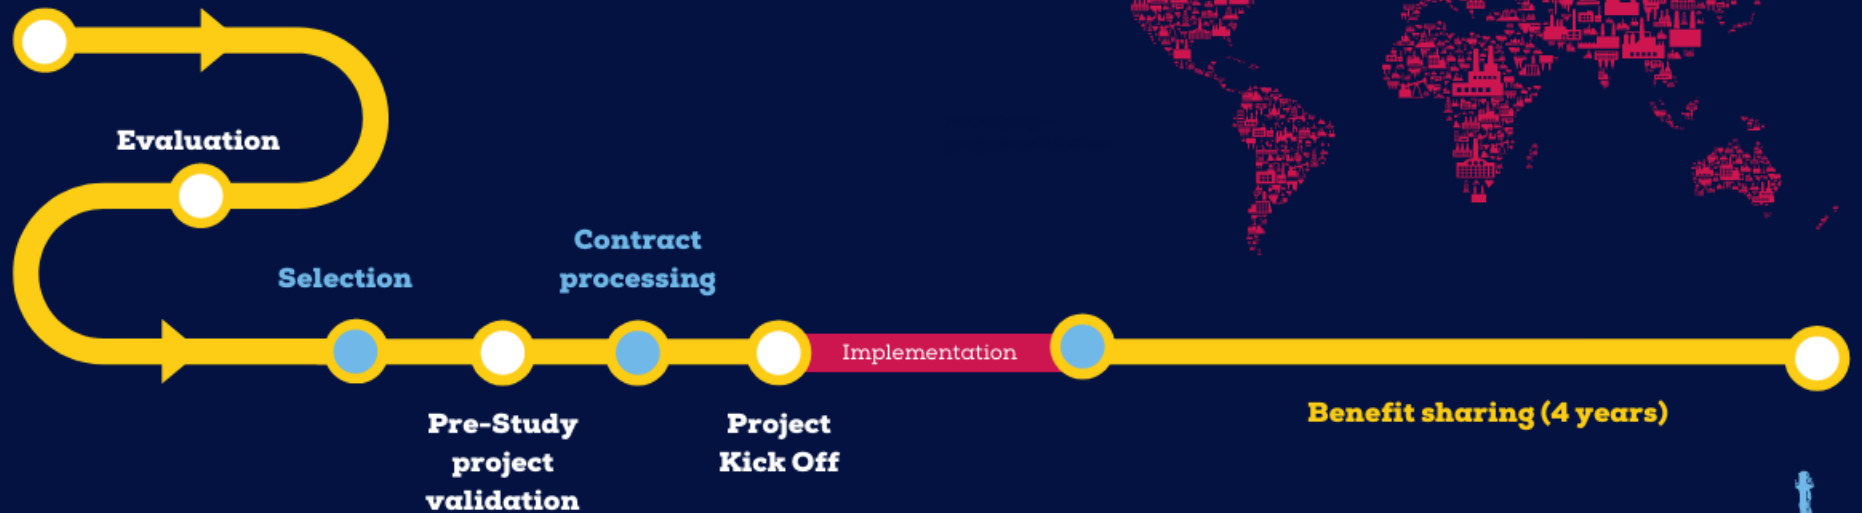 Evaluation
Selection
Contract
processing
Implementation
Pre-Study
project
validation
Project
Kick Off
Benefit sharing (4 years)